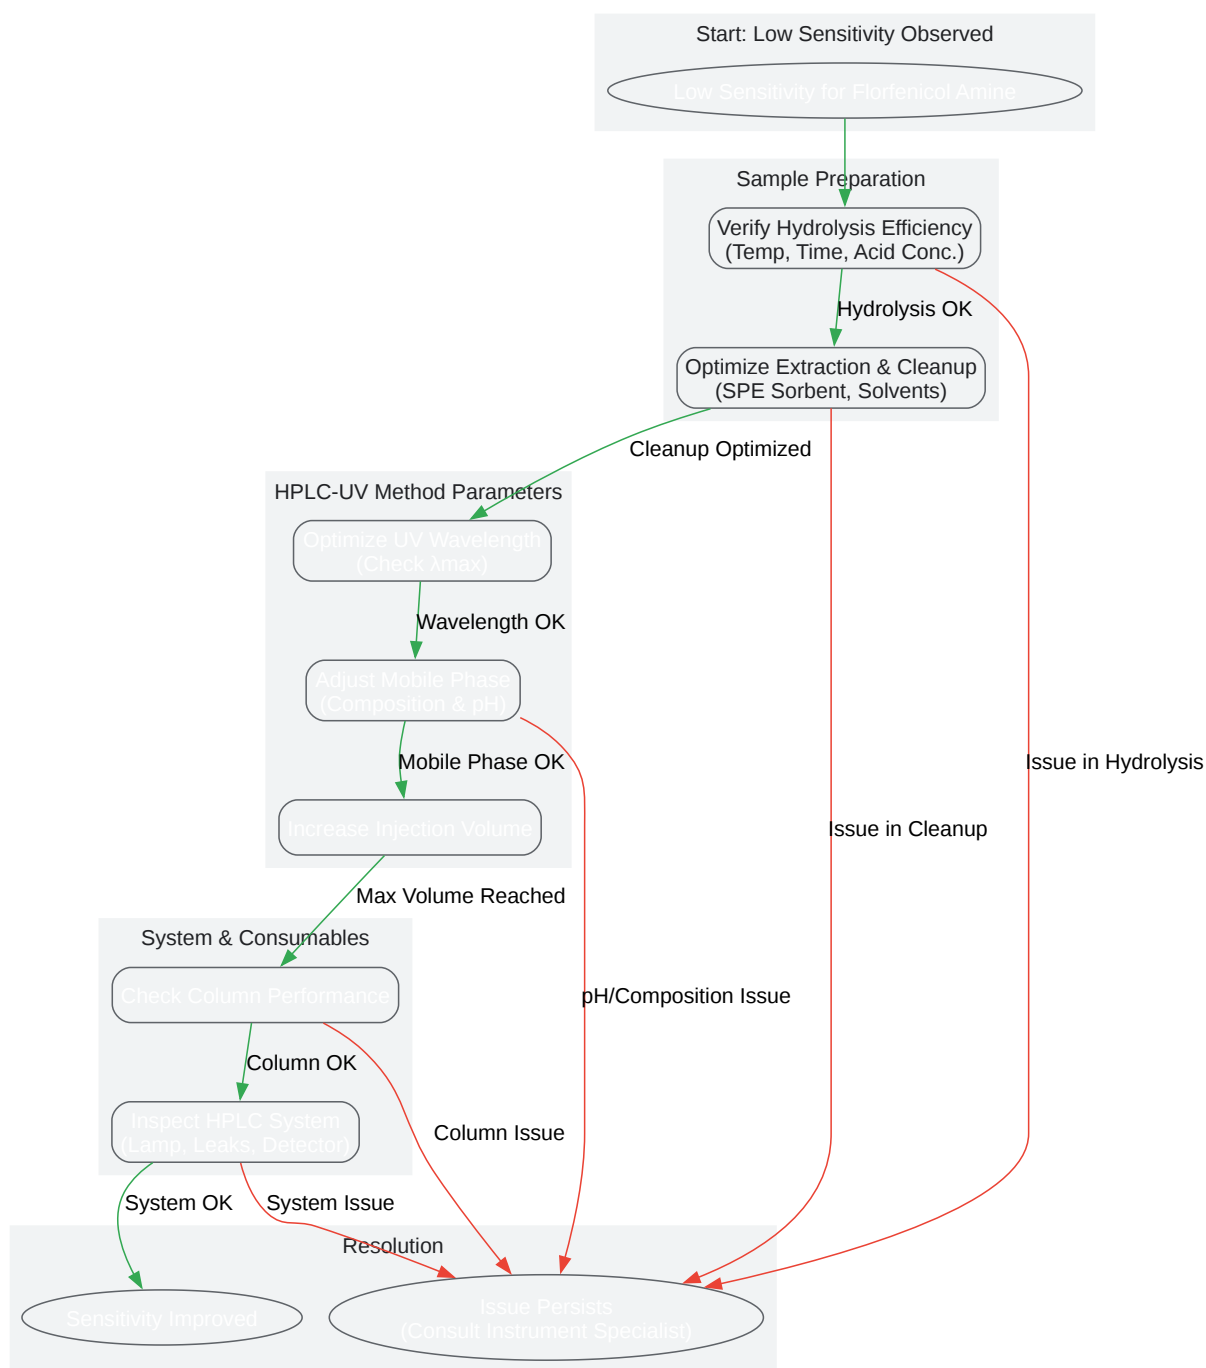 Start: Low Sensitivity Observed
Low Sensitivity for Florfenicol Amine
Sample Preparation
Verify Hydrolysis Efficiency
(Temp, Time, Acid Conc.)
Hydrolysis OK
Optimize Extraction & Cleanup
(SPE Sorbent, Solvents)
Cleanup Optimized
HPLC-UV Method Parameters
Optimize UV Wavelength
(Check λmax)
Wavelength OK
Adjust Mobile Phase
(Composition & pH)
Mobile Phase OK
Issue in Hydrolysis
Increase Injection Volume
Issue in Cleanup
Max Volume Reached
System & Consumables
Check Column Performance
pH/Composition Issue
Column OK
Inspect HPLC System
(Lamp, Leaks, Detector)
Column Issue
System OK
System Issue
Resolution
Sensitivity Improved
Issue Persists
(Consult Instrument Specialist)